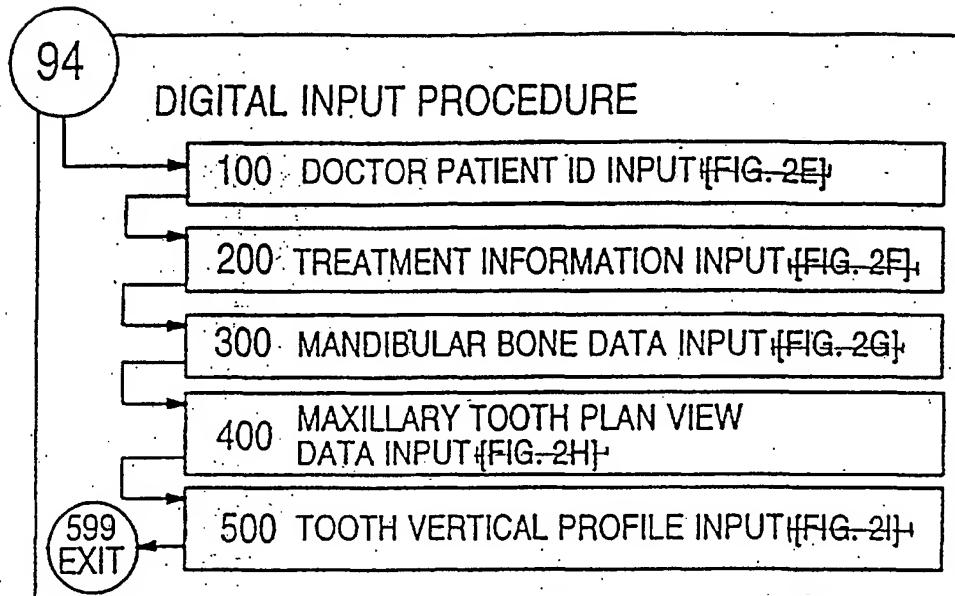 94
DIGITAL INPUT PROCEDURE
100 DOCTOR PATIENT ID INPUT [FIG. 2E]
200 TREATMENT INFORMATION INPUT [FIG. 2F]
300 MANDIBULAR BONE DATA INPUT [FIG. 2G]
400 MAXILLARY TOOTH PLAN VIEW
DATA INPUT [FIG. 2H]
500 TOOTH VERTICAL PROFILE INPUT [FIG. 2I]
599
EXIT